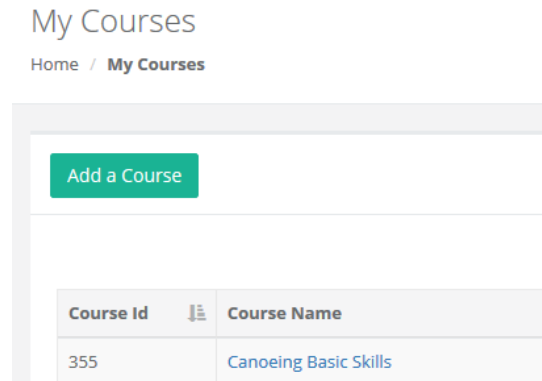 My Courses
Home / My Courses
Add a Course
Course Id Course Name
355 Canoeing Basic Skills